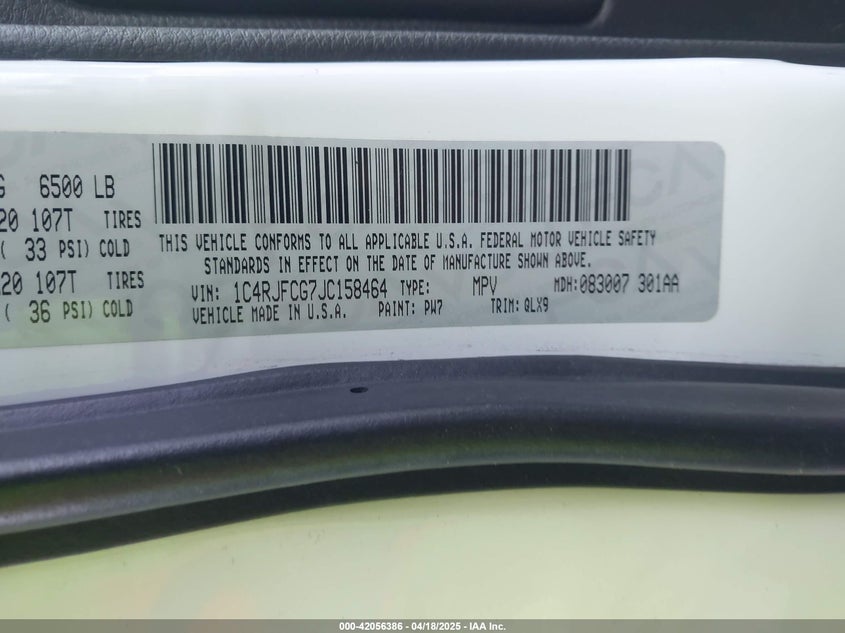 G 6500 LB
20 107T TIRES
( 33 PSI) COLD
20 107T TIRES
( 36 PSI) COLD
THIS VEHICLE CONFORMS TO ALL APPLICABLE U.S.A. FEDERAL MOTOR VEHICLE SAFETY
STANDARDS IN EFFECT ON THE DATE OF MANUFACTURE SHOWN ABOVE.
VIN: 1C4RJFCG7JC158464 TYPE: MPV MDH:083007 301AA
VEHICLE MADE IN U.S.A. PAINT: PW7 TRIM: QLX9
000-42056386 - 04/18/2025 - IAA Inc.